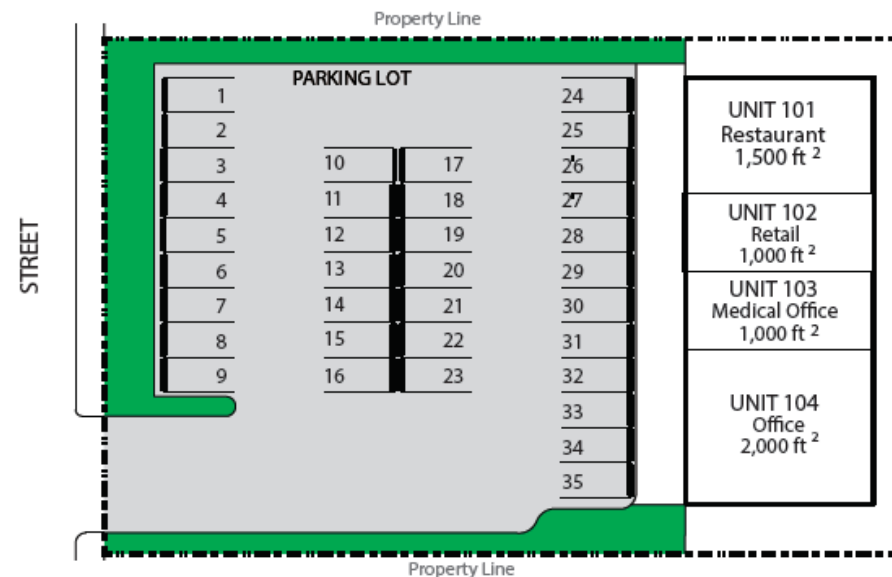 Property Line
PARKING LOT
1
2
3
4
5
6
7
8
9
10
11
12
13
14
15
16
17
18
19
20
21
22
23
24
25
26
27
28
29
30
31
32
33
34
35
STREET
UNIT 101
Restaurant
1,500 ft ²
UNIT 102
Retail
1,000 ft ²
UNIT 103
Medical Office
1,000 ft ²
UNIT 104
Office
2,000 ft ²
Property Line